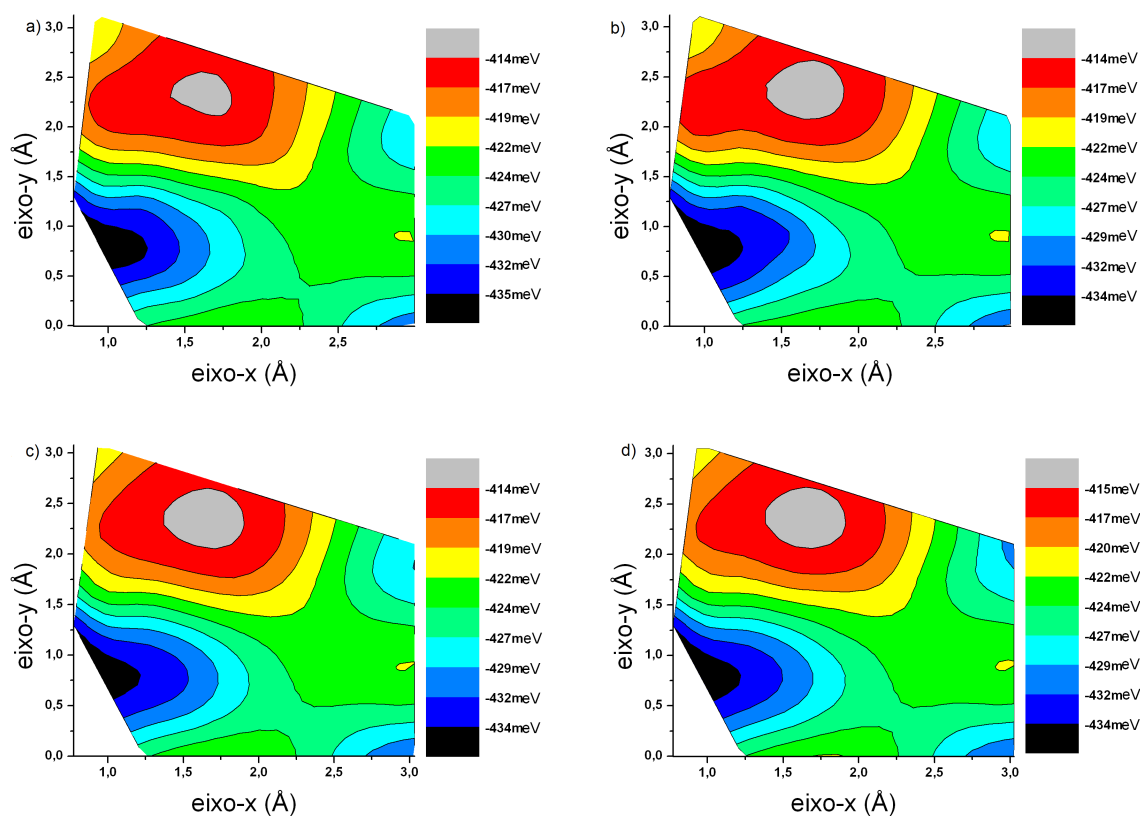 a)
3,0
2,5
2,0
1,5
1,0
0,5
0,0
eixo-y (Å)
1,0
1,5
2,0
2,5
eixo-x (Å)
-414meV
-417meV
-419meV
-422meV
-424meV
-427meV
-430meV
-432meV
-435meV
b)
3,0
2,5
2,0
1,5
1,0
0,5
0,0
eixo-y (Å)
1,0
1,5
2,0
2,5
eixo-x (Å)
-414meV
-417meV
-419meV
-422meV
-424meV
-427meV
-429meV
-432meV
-434meV
c)
3,0
2,5
2,0
1,5
1,0
0,5
0,0
eixo-y (Å)
1,0
1,5
2,0
2,5
3,0
eixo-x (Å)
-414meV
-417meV
-419meV
-422meV
-424meV
-427meV
-429meV
-432meV
-434meV
d)
3,0
2,5
2,0
1,5
1,0
0,5
0,0
eixo-y (Å)
1,0
1,5
2,0
2,5
3,0
eixo-x (Å)
-415meV
-417meV
-420meV
-422meV
-424meV
-427meV
-429meV
-432meV
-434meV